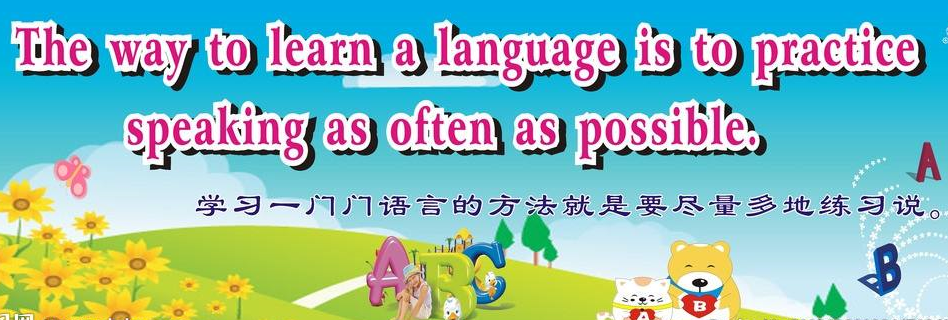 The way to learn a language is to practice
speaking as often as possible.
学习一门门语言的方法就是要尽量多地练习说。
A
B
ABC
A
B